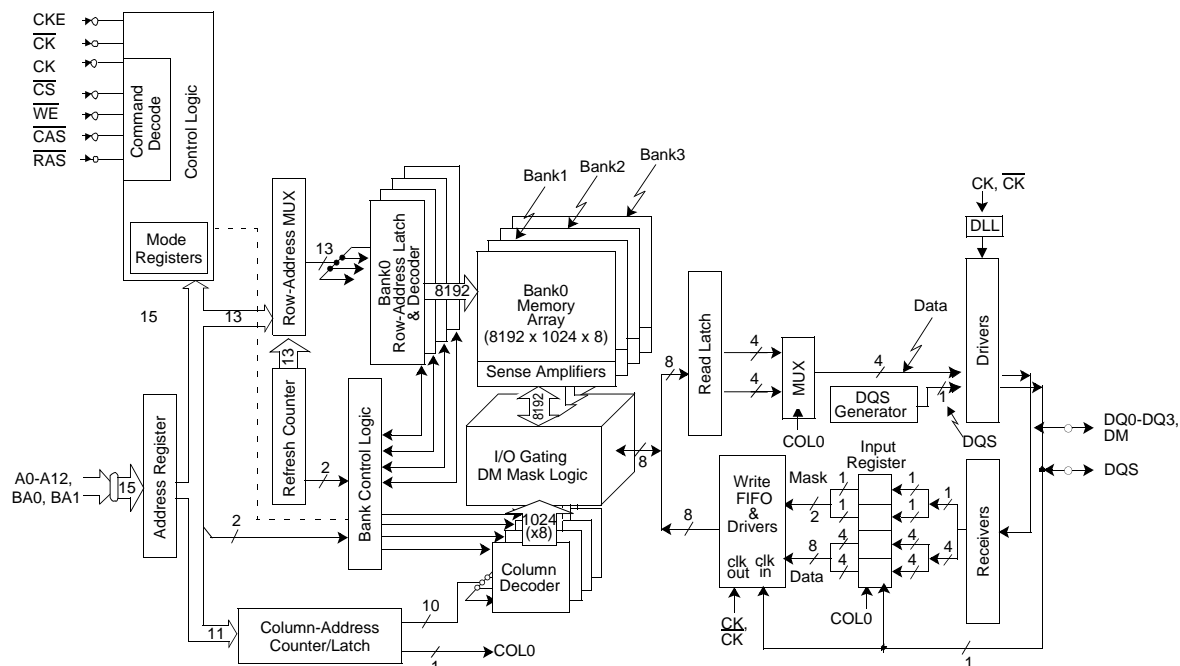 CKE
CK
CK
CS
WE
CAS
RAS
Command
Decode
Control Logic
Mode
Registers
15
13
Row-Address MUX
13
Refresh Counter
13
Bank0
Row-Address Latch
& Decoder
8192
Bank1
Bank2
Bank3
Bank0
Memory
Array
(8192 x 1024 x 8)
Sense Amplifiers
8192
I/O Gating
DM Mask Logic
Bank Control Logic
2
2
A0-A12,
BA0, BA1
15
Address Register
11
Column-Address
Counter/Latch
10
1
COL0
1024
(x8)
Column
Decoder
8
8
8
Read Latch
4
4
MUX
COL0
4
Data
DQS
Generator
1
DQS
CK, CK
DLL
Drivers
DQ0-DQ3,
DM
DQS
Input
Register
Write
FIFO
&
Drivers
clk
out
clk
in
Mask
2
8
Data
1
1
4
4
1
1
4
4
1
4
Receivers
CK,
CK
COL0
1